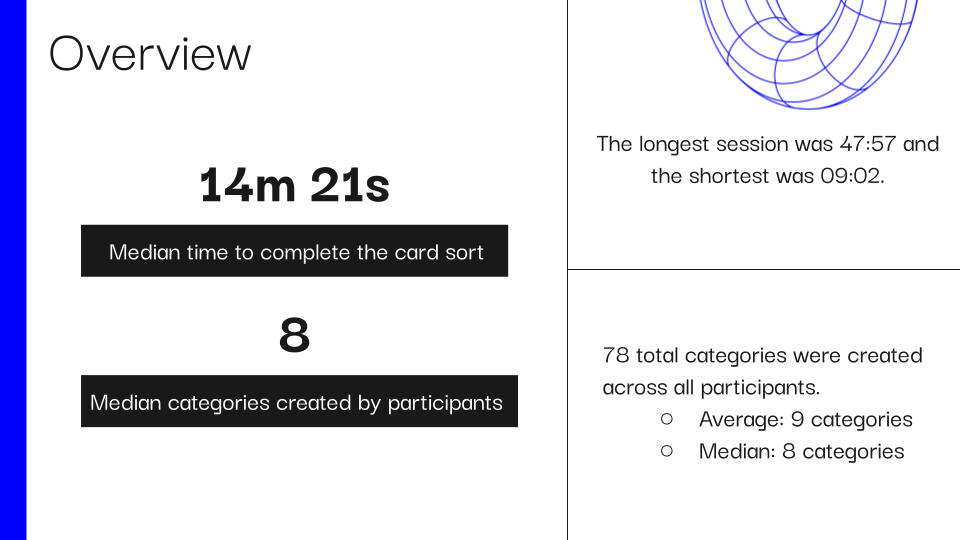 Overview
14m 21s
Median time to complete the card sort
8
Median categories created by participants
The longest session was 47:57 and
the shortest was 09:02.
78 total categories were created
across all participants.
○ Average: 9 categories
○ Median: 8 categories